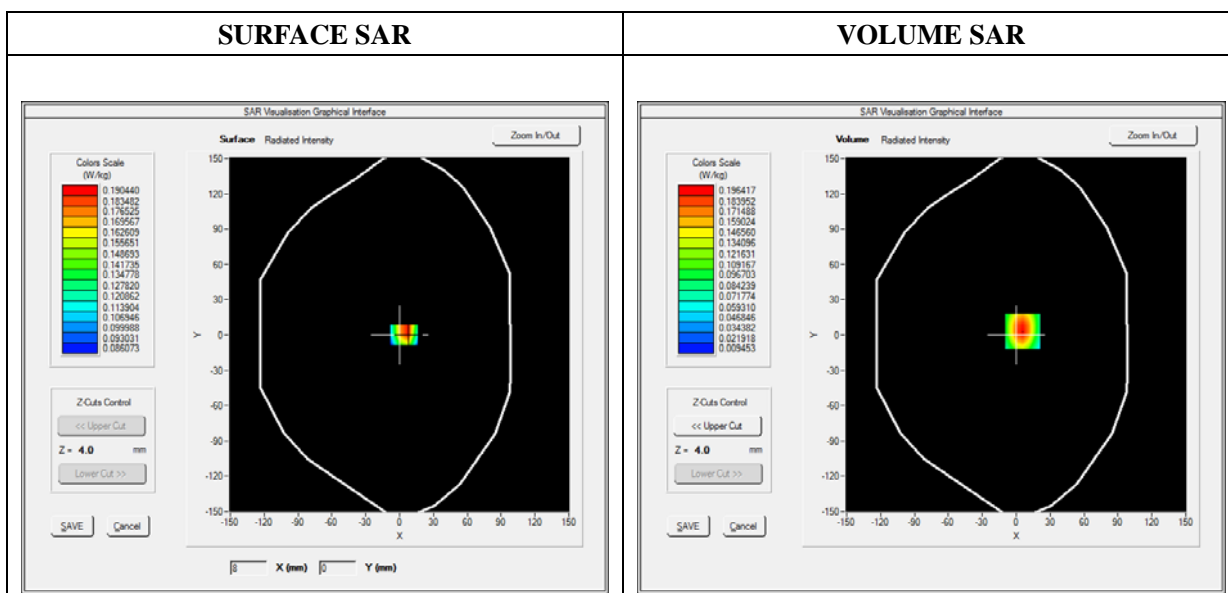 SURFACE SAR
VOLUME SAR
SAR Visualisation Graphical Interface
Surface Radiated Intensity
Zoom In/Out
Colors Scale
(W/kg)
0.190440
0.183482
0.176525
0.169567
0.162609
0.155651
0.148693
0.141735
0.134778
0.127820
0.120862
0.113904
0.106946
0.099988
0.093031
0.086073
150
120
90
60
30
0
-30
-60
-90
-120
-150
Y
-150 -120 -90 -60 -30 0 30 60 90 120 150
X
Z-Cuts Control
<< Upper Cut
Z = 4.0 mm
Lower Cut >>
SAVE Cancel
8 X (mm) 0 Y (mm)
SAR Visualisation Graphical Interface
Volume Radiated Intensity
Zoom In/Out
Colors Scale
(W/kg)
0.196417
0.183952
0.171488
0.159024
0.146560
0.134096
0.121631
0.109167
0.096703
0.084239
0.071774
0.059310
0.046846
0.034382
0.021918
0.009453
150
120
90
60
30
0
-30
-60
-90
-120
-150
Y
-150 -120 -90 -60 -30 0 30 60 90 120 150
X
Z-Cuts Control
<< Upper Cut
Z = 4.0 mm
Lower Cut >>
SAVE Cancel